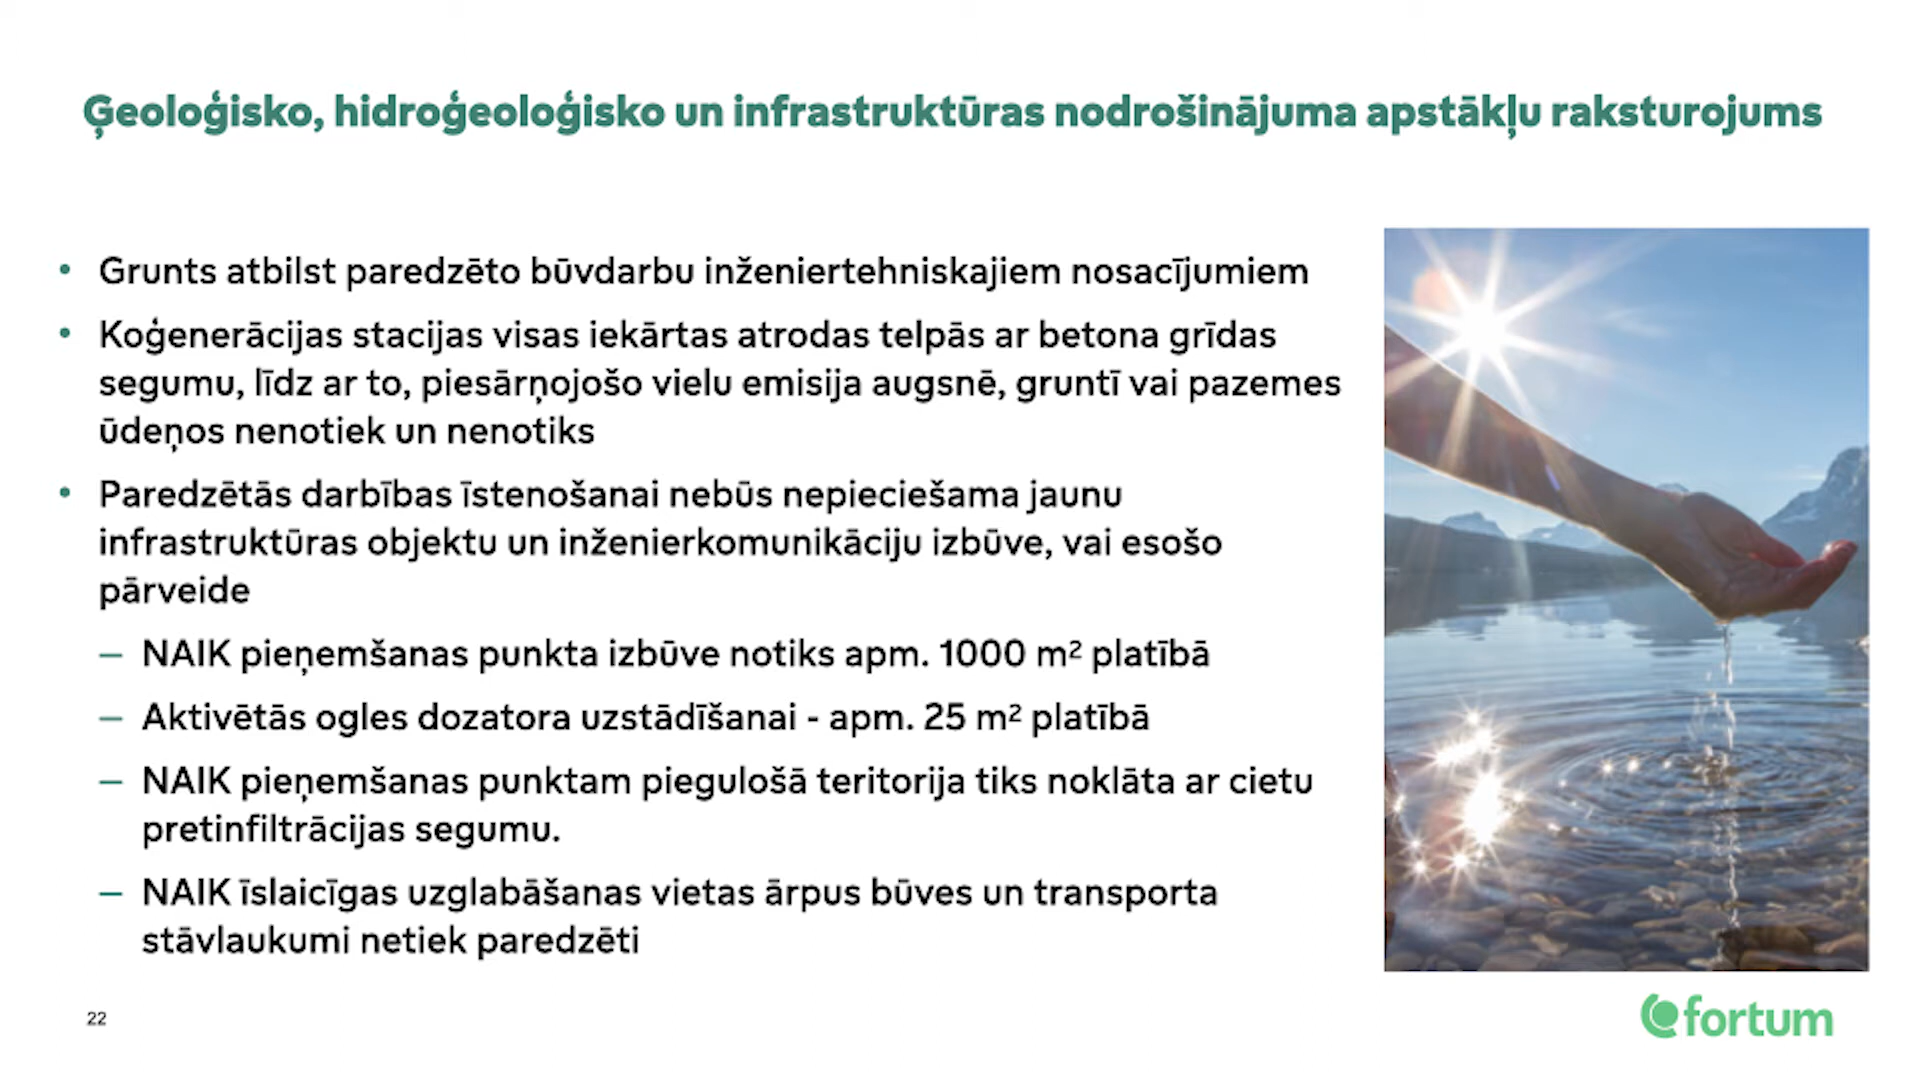 Ģeoloģisko, hidroģeoloģisko un infrastruktūras nodrošinājuma apstākļu raksturojums
• Grunts atbilst paredzēto būvdarbu inženiertehniskajiem nosacījumiem
• Koģenerācijas stacijas visas iekārtas atrodas telpās ar betona grīdas
segumu, līdz ar to, piesārņojošo vielu emisija augsnē, gruntī vai pazemes
ūdeņos nenotiek un nenotiks
• Paredzētās darbības īstenošanai nebūs nepieciešama jaunu
infrastruktūras objektu un inženierkomunikāciju izbūve, vai esošo
pārveide
– NAIK pieņemšanas punkta izbūve notiks apm. 1000 m² platībā
– Aktivētās ogles dozatora uzstādīšanai - apm. 25 m² platībā
– NAIK pieņemšanas punktam piegulošā teritorija tiks noklāta ar cietu
pretinfiltrācijas segumu.
– NAIK īslaicīgas uzglabāšanas vietas ārpus būves un transporta
stāvlaukumi netiek paredzēti
22
fortum